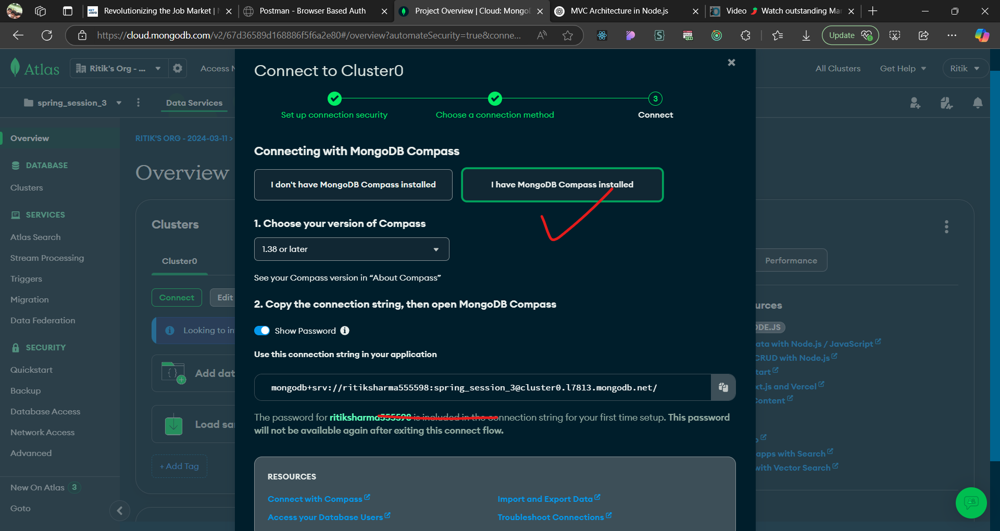 Revolutionizing the Job Market |
Postman - Browser Based Auth
Project Overview | Cloud: MongoD
MVC Architecture in Node.js
Video 🌶️ Watch outstanding Mar
https://cloud.mongodb.com/v2/67d36589d168886f5f6a2e80#/overview?automateSecurity=true&conne...
Update
Atlas
Ritik's Org - ...
Access
All Clusters
Get Help
Ritik
spring_session_3
Data Services
Overview
DATABASE
Clusters
SERVICES
Atlas Search
Stream Processing
Triggers
Migration
Data Federation
SECURITY
Quickstart
Backup
Database Access
Network Access
Advanced
New On Atlas 3
Goto
RITIK'S ORG - 2024-03-11 >
Overview
Clusters
Cluster0
Connect
Edit
Looking to in
Add dat
Load sa
+ Add Tag
Connect to Cluster0
Set up connection security
Choose a connection method
3
Connect
Connecting with MongoDB Compass
I don't have MongoDB Compass installed
I have MongoDB Compass installed
1. Choose your version of Compass
1.38 or later
See your Compass version in “About Compass”
2. Copy the connection string, then open MongoDB Compass
Show Password
Use this connection string in your application
mongodb+srv://ritiksharma555598:spring_session_3@cluster0.l7813.mongodb.net/
The password for ritiksharma555598 is included in the connection string for your first time setup. This password
will not be available again after exiting this connect flow.
RESOURCES
Connect with Compass
Import and Export Data
Access your Database Users
Troubleshoot Connections
Performance
urces
ODE.JS
ata with Node.js / JavaScript
CRUD with Node.js
tart
xt.js and Vercel
Content
apps with Search
with Vector Search